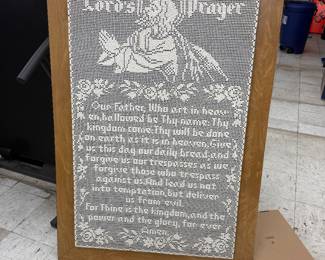 Lord's Prayer
Our Father, Who art in heav-
en, hallowed be Thy name: Thy
kingdom come: Thy will be done
on earth as it is in heaven. Give
us this day our daily bread, and
forgive us our trespasses as we
forgive those who trespass
against us. And lead us not
into temptation, but deliver
us from evil.
For Thine is the kingdom, and the
power and the glory, for ever
Amen.